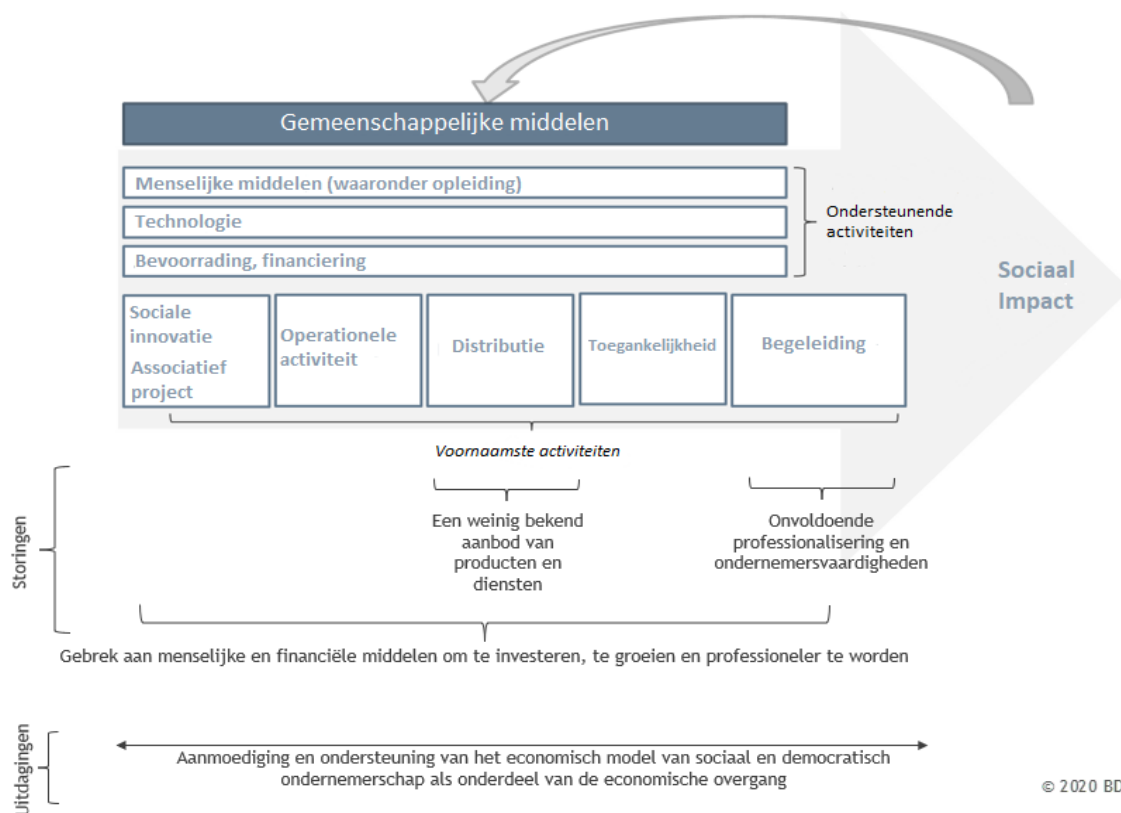 Gemeenschappelijke middelen
Menselijke middelen (waaronder opleiding)
Technologie
Bevoorrading, financiering
Ondersteunende
activiteiten
Sociaal
Impact
Sociale
innovatie
Associatief
project
Operationele
activiteit
Distributie
Toegankelijkheid
Begeleiding
Voornaamste activiteiten
Storingen
Een weinig bekend
aanbod van
producten en
diensten
Onvoldoende
professionalisering en
ondernemersvaardigheden
Gebrek aan menselijke en financiële middelen om te investeren, te groeien en professioneler te worden
Uitdagingen
Aanmoediging en ondersteuning van het economisch model van sociaal en democratisch
ondernemerschap als onderdeel van de economische overgang
© 2020 BD